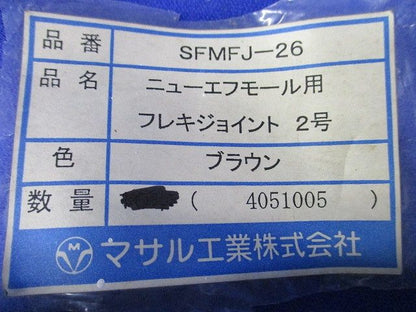 品番 SFMFJ-26
品名 ニューエフモール用
フレキジョイント 2号
色 ブラウン
数量 ( 4051005 )
M マサル工業株式会社